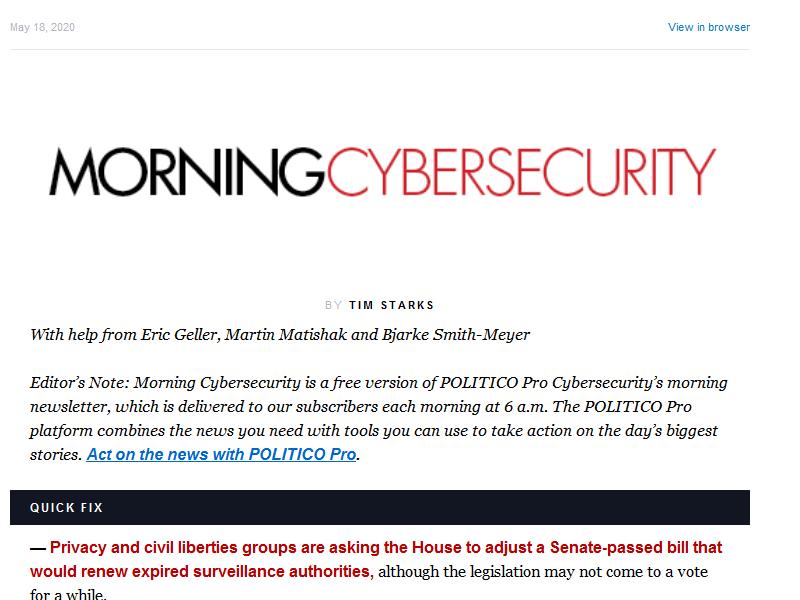 May 18, 2020
View in browser
MORNINGCYBERSECURITY
BY TIM STARKS
With help from Eric Geller, Martin Matishak and Bjarke Smith-Meyer
Editor’s Note: Morning Cybersecurity is a free version of POLITICO Pro Cybersecurity’s morning
newsletter, which is delivered to our subscribers each morning at 6 a.m. The POLITICO Pro
platform combines the news you need with tools you can use to take action on the day’s biggest
stories. Act on the news with POLITICO Pro.
QUICK FIX
— Privacy and civil liberties groups are asking the House to adjust a Senate-passed bill that
would renew expired surveillance authorities, although the legislation may not come to a vote
for a while.